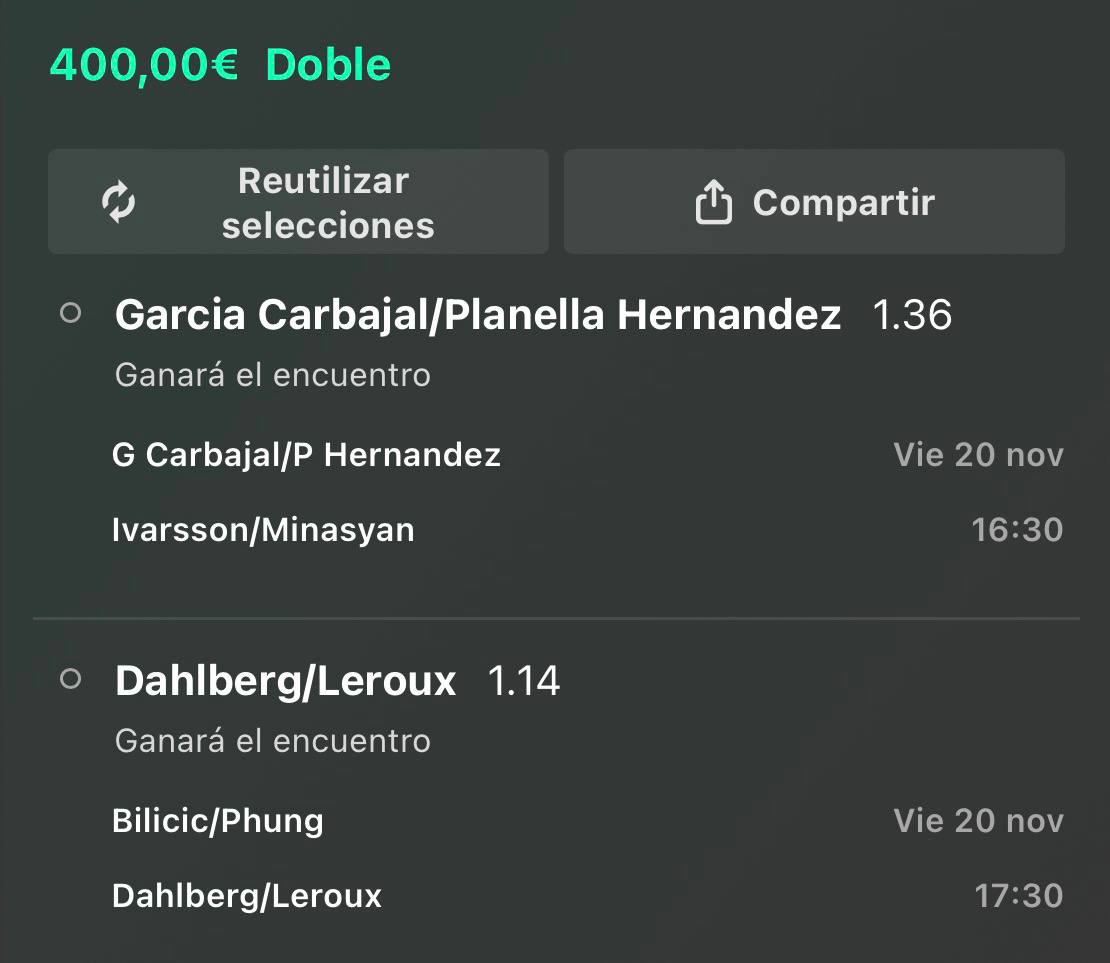 400,00€ Doble
Reutilizar
selecciones
Compartir
Garcia Carbajal/Planella Hernandez 1.36
Ganará el encuentro
G Carbajal/P Hernandez Vie 20 nov
Ivarsson/Minasyan 16:30
Dahlberg/Leroux 1.14
Ganará el encuentro
Bilicic/Phung Vie 20 nov
Dahlberg/Leroux 17:30